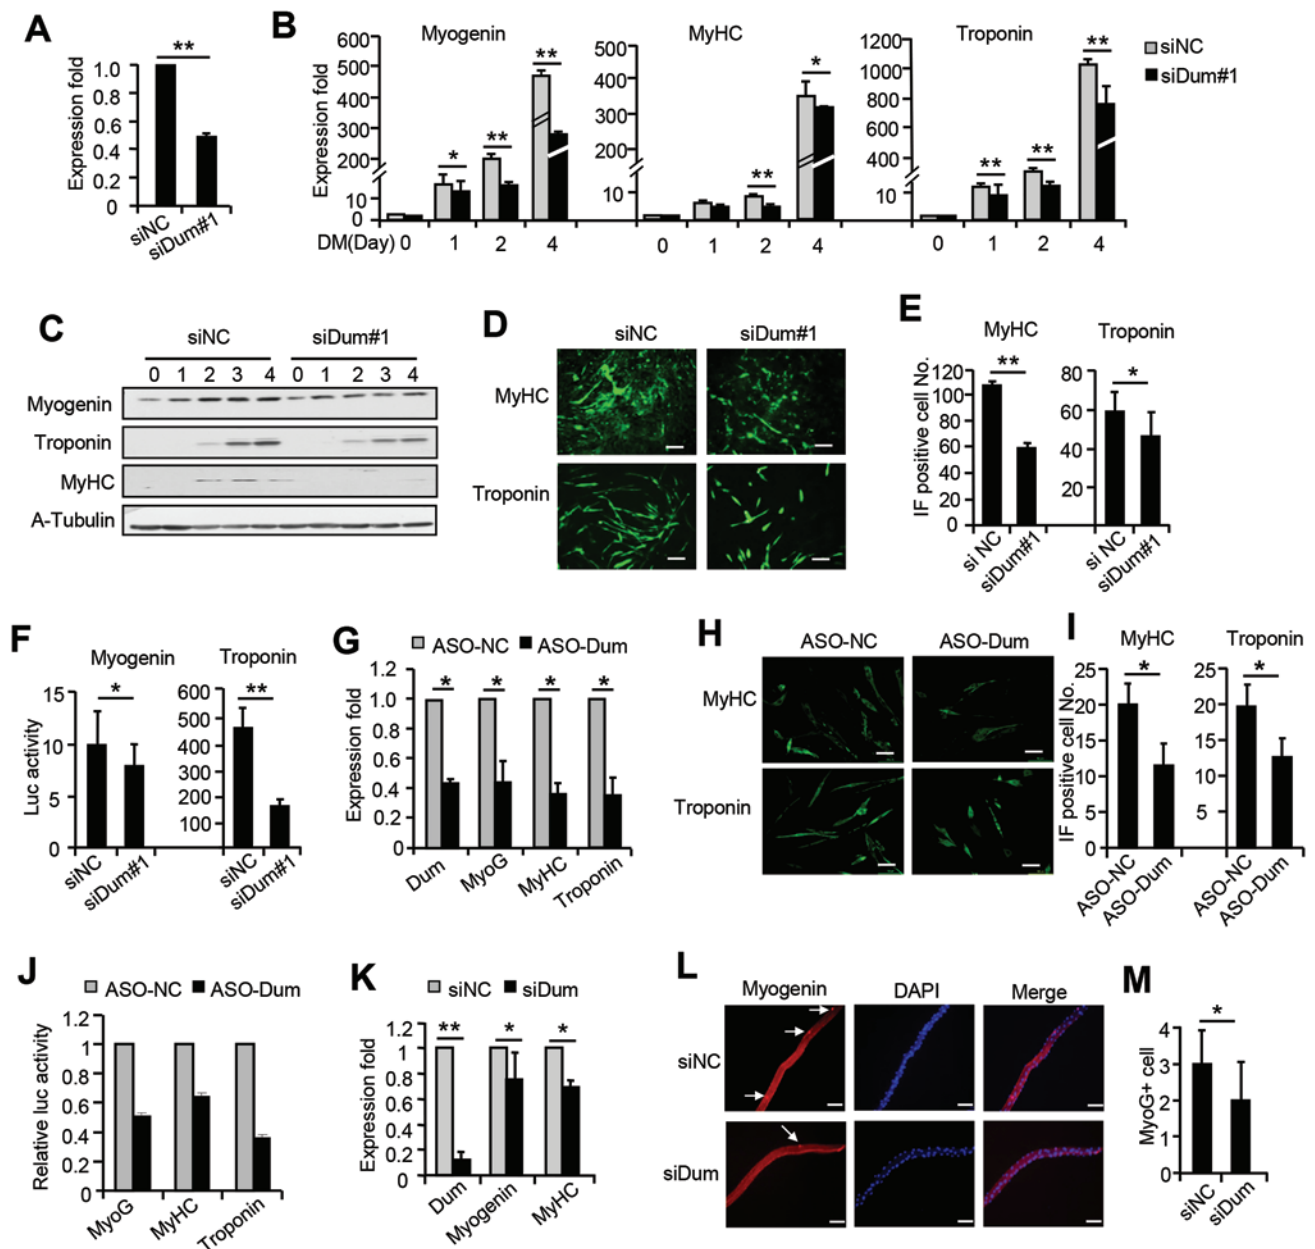 A
**
Expression fold
1.0
0.8
0.6
0.4
0.2
0
siNC
siDum#1
B
Myogenin
MyHC
Troponin
siNC
siDum#1
Expression fold
600
500
400
300
200
10
0
* ** **
500
400
300
200
10
** *
1200
1000
800
600
400
10
** ** **
DM(Day) 0 1 2 4
0 1 2 4
0 1 2 4
C
siNC siDum#1
0 1 2 3 4 0 1 2 3 4
Myogenin
Troponin
MyHC
A-Tubulin
D
siNC siDum#1
MyHC
Troponin
E
MyHC Troponin
IF positive cell No.
120
100
80
60
40
20
0
**
80
60
40
20
*
si NC
siDum#1
si NC
siDum#1
F
Myogenin Troponin
Luc activity
15
10
5
0
*
600
500
400
300
200
100
**
siNC
siDum#1
siNC
siDum#1
G
ASO-NC ASO-Dum
Expression fold
1.2
1
0.8
0.6
0.4
0.2
0
* * * *
Dum
MyoG
MyHC
Troponin
H
ASO-NC ASO-Dum
MyHC
Troponin
I
MyHC Troponin
IF positive cell No.
25
20
15
10
5
0
*
25
20
15
10
5
*
ASO-NC
ASO-Dum
ASO-NC
ASO-Dum
J
ASO-NC ASO-Dum
Relative luc activity
1.2
1
0.8
0.6
0.4
0.2
0
MyoG
MyHC
Troponin
K
siNC siDum
Expression fold
1.2
1
0.8
0.6
0.4
0.2
0
** * *
Dum
Myogenin
MyHC
L
Myogenin DAPI Merge
siNC
siDum
M
MyoG+ cell
4
3
2
1
0
*
siNC
siDum